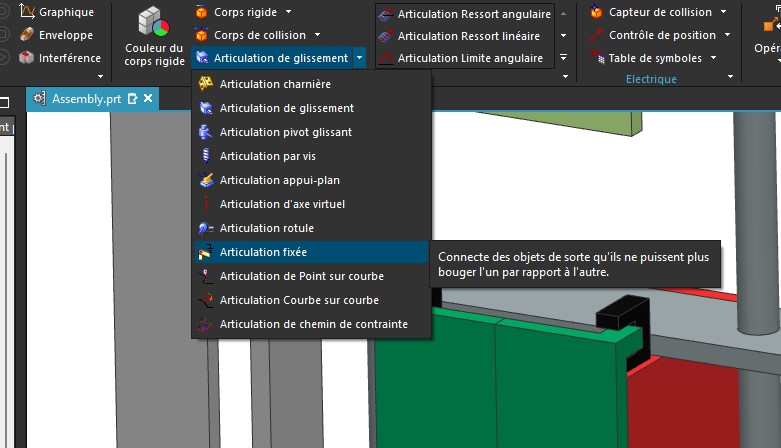 Graphique
Enveloppe
Interférence
Couleur du
corps rigide
Corps rigide
Corps de collision
Articulation de glissement
Articulation Ressort angulaire
Articulation Ressort linéaire
Articulation Limite angulaire
Capteur de collision
Contrôle de position
Table de symboles
Electrique
Assembly.prt
Articulation charnière
Articulation de glissement
Articulation pivot glissant
Articulation par vis
Articulation appui-plan
Articulation d'axe virtuel
Articulation rotule
Articulation fixée
Articulation de Point sur courbe
Articulation Courbe sur courbe
Articulation de chemin de contrainte
Connecte des objets de sorte qu'ils ne puissent plus
bouger l'un par rapport à l'autre.